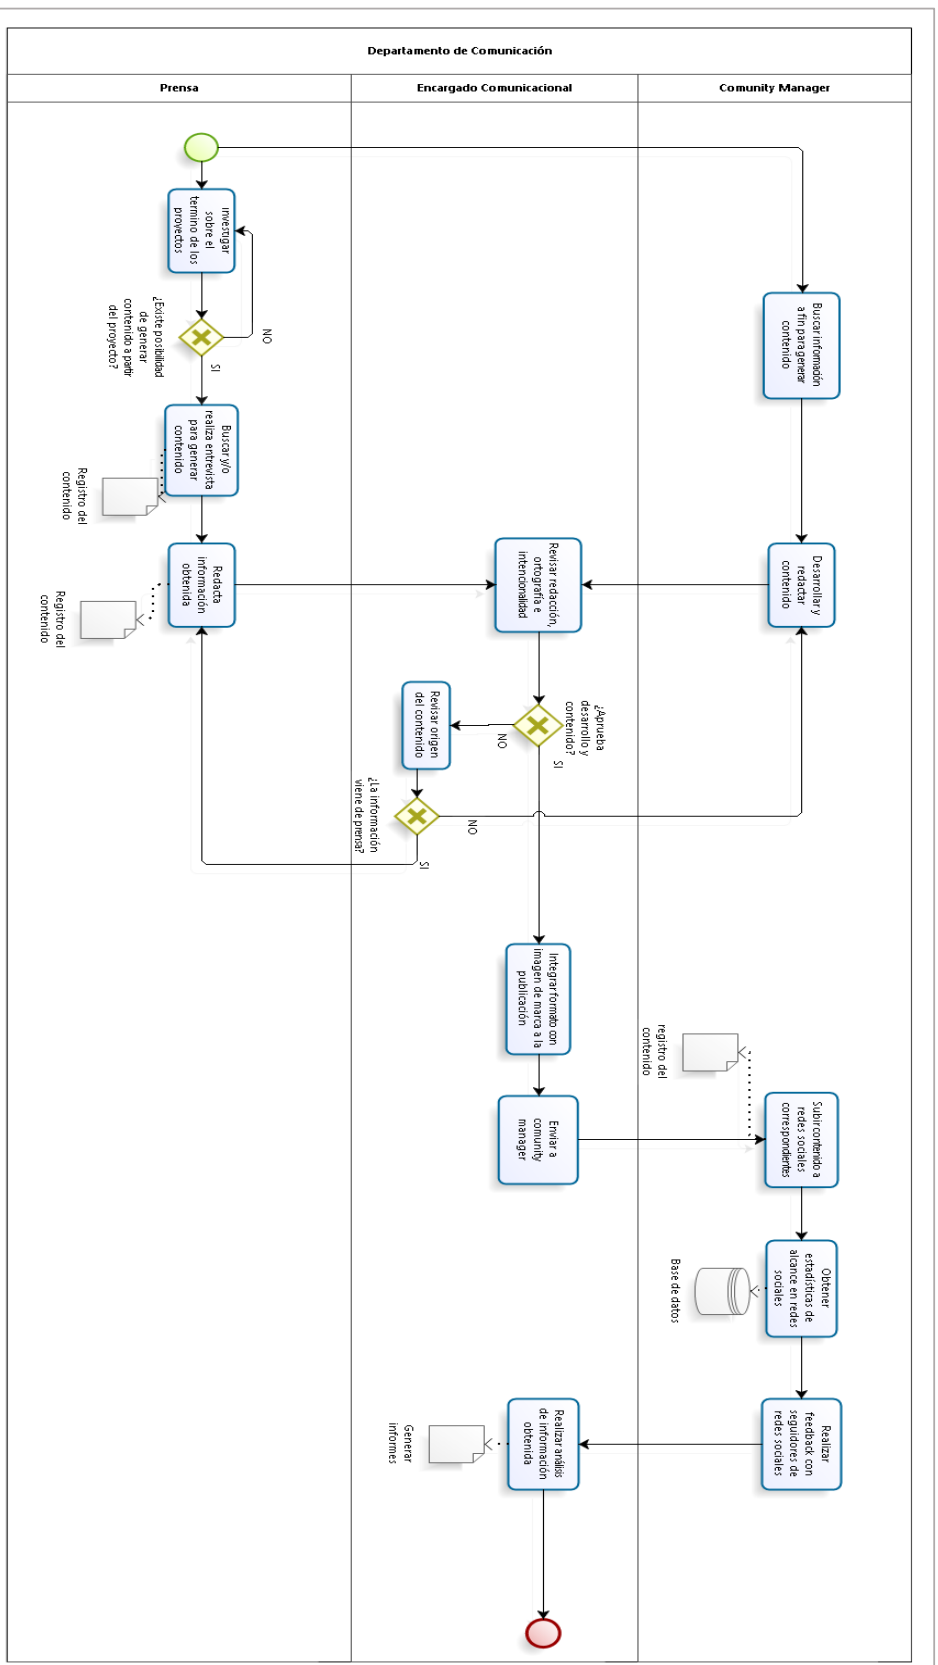 Departamento de Comunicación
Prensa
Encargado Comunicacional
Comunity Manager
Investigar
sobre el
termino de los
proyectos
NO
¿Existe posibilidad
de generar
contenido a partir
del proyecto?
SI
Buscar y/o
realiza entrevista
para generar
contenido
Registro del
contenido
Redacta
información
obtenida
Registro del
contenido
Buscar información
a fin para generar
contenido
Desarrollar y
redactar
contenido
Revisar redacción,
ortografía e
intencionalidad
¿Aprueba
desarrollo y
contenido?
NO
SI
Revisar origen
del contenido
¿La información
viene de prensa?
NO
SI
Integrar formato con
imagen de marca a la
publicación
Enviar a
comunity
manager
registro del
contenido
Subir contenido a
redes sociales
correspondientes
Obtener
estadísticas de
alcance en redes
sociales
Base de datos
Realizar
feedback con
seguidores de
redes sociales
Realizar análisis
de información
obtenida
Generar
informes